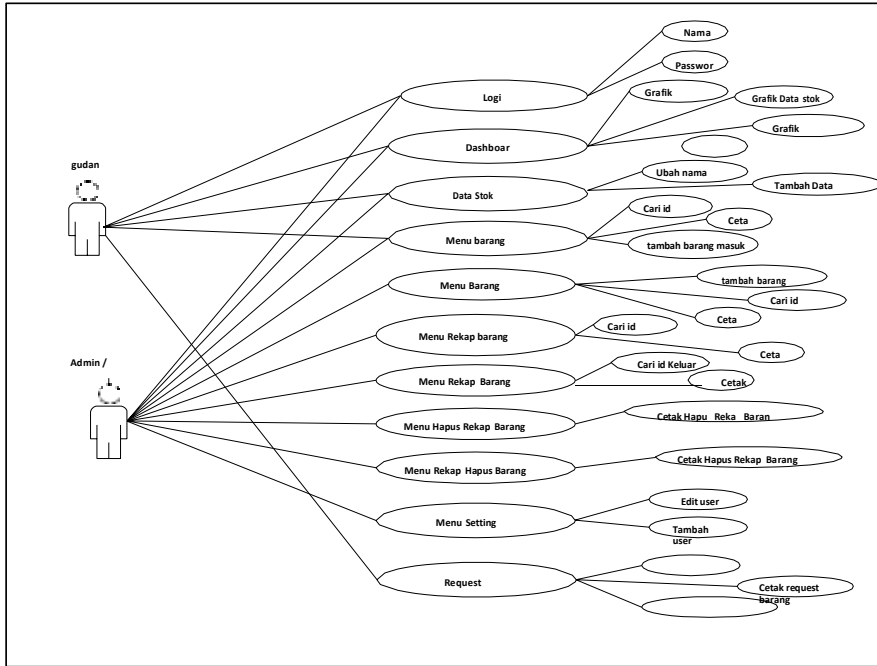 Nama
Passwor
Logi
Grafik
Grafik Data stok
Grafik
Dashboar
gudan
Ubah nama
Tambah Data
Data Stok
Cari id
Ceta
Menu barang
tambah barang masuk
tambah barang
Menu Barang
Cari id
Ceta
Cari id
Menu Rekap barang
Ceta
Admin /
Cari id Keluar
Menu Rekap Barang
Cetak
Cetak Hapu Reka Baran
Menu Hapus Rekap Barang
Cetak Hapus Rekap Barang
Menu Rekap Hapus Barang
Edit user
Menu Setting
Tambah
user
Request
Cetak request
barang